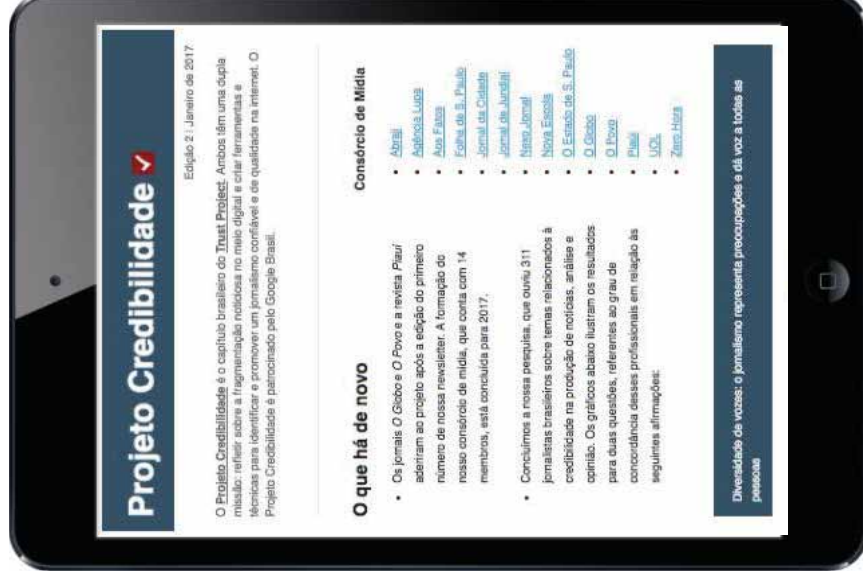 Projeto Credibilidade
Edição 2 | Janeiro de 2017
O Projeto Credibilidade é o capítulo brasileiro do Trust Project. Ambos têm uma dupla
missão: refletir sobre a fragmentação noticiosa no meio digital e criar ferramentas e
técnicas para identificar e promover um jornalismo confiável e de qualidade na internet. O
Projeto Credibilidade é patrocinado pelo Google Brasil.
O que há de novo
• Os jornais O Globo e O Povo e a revista Piauí
aderiram ao projeto após a edição do primeiro
número de nossa newsletter. A formação do
nosso consórcio de mídia, que conta com 14
membros, está concluída para 2017.
• Concluímos a nossa pesquisa, que ouviu 311
jornalistas brasileiros sobre temas relacionados à
credibilidade na produção de notícias, análise e
opinião. Os gráficos abaixo ilustram os resultados
para duas questões, referentes ao grau de
concordância desses profissionais em relação às
seguintes afirmações:
Consórcio de Mídia
• Abraji
• Agência Lupa
• Aos Fatos
• Folha de S. Paulo
• Jornal da Cidade
• Jornal de Jundiaí
• Nexo Jornal
• Nova Escola
• O Estado de S. Paulo
• O Globo
• O Povo
• Piauí
• UOL
• Zero Hora
Diversidade de vozes: o jornalismo representa preocupações e dá voz a todas as
pessoas